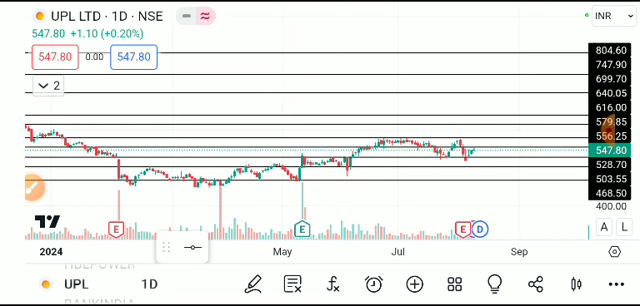 UPL LTD · 1D · NSE
INR
547.80 +1.10 (+0.20%)
547.80 0.00 547.80
2
804.60
747.90
699.70
640.05
616.00
579.85
556.25
547.80
528.70
503.55
468.50
400.00
E E E D
A L
2024 May Jul Sep
HDLPOWER
UPL 1D
BANKINDIA